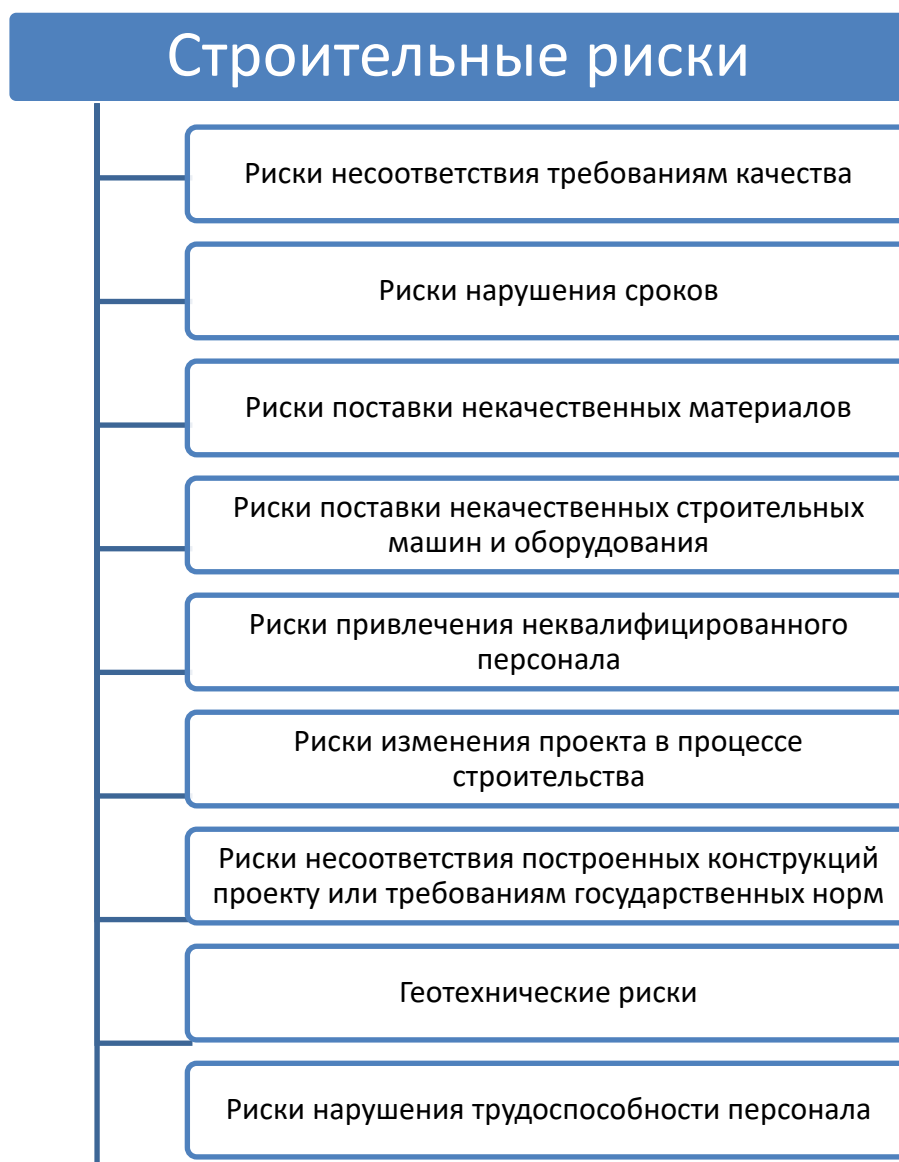 Строительные риски
Риски несоответствия требованиям качества
Риски нарушения сроков
Риски поставки некачественных материалов
Риски поставки некачественных строительных
машин и оборудования
Риски привлечения неквалифицированного
персонала
Риски изменения проекта в процессе
строительства
Риски несоответствия построенных конструкций
проекту или требованиям государственных норм
Геотехнические риски
Риски нарушения трудоспособности персонала